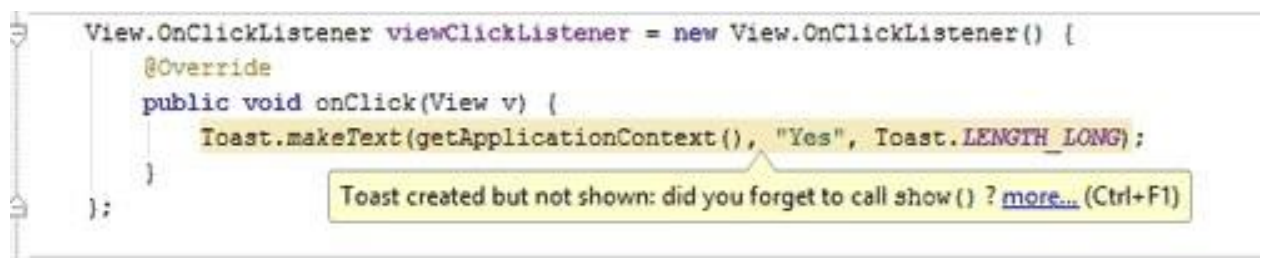 View.OnClickListener viewClickListener = new View.OnClickListener() {
@Override
public void onClick(View v) {
Toast.makeText(getApplicationContext(), "Yes", Toast.LENGTH_LONG);
}
Toast created but not shown: did you forget to call show() ? more... (Ctrl+F1)
};